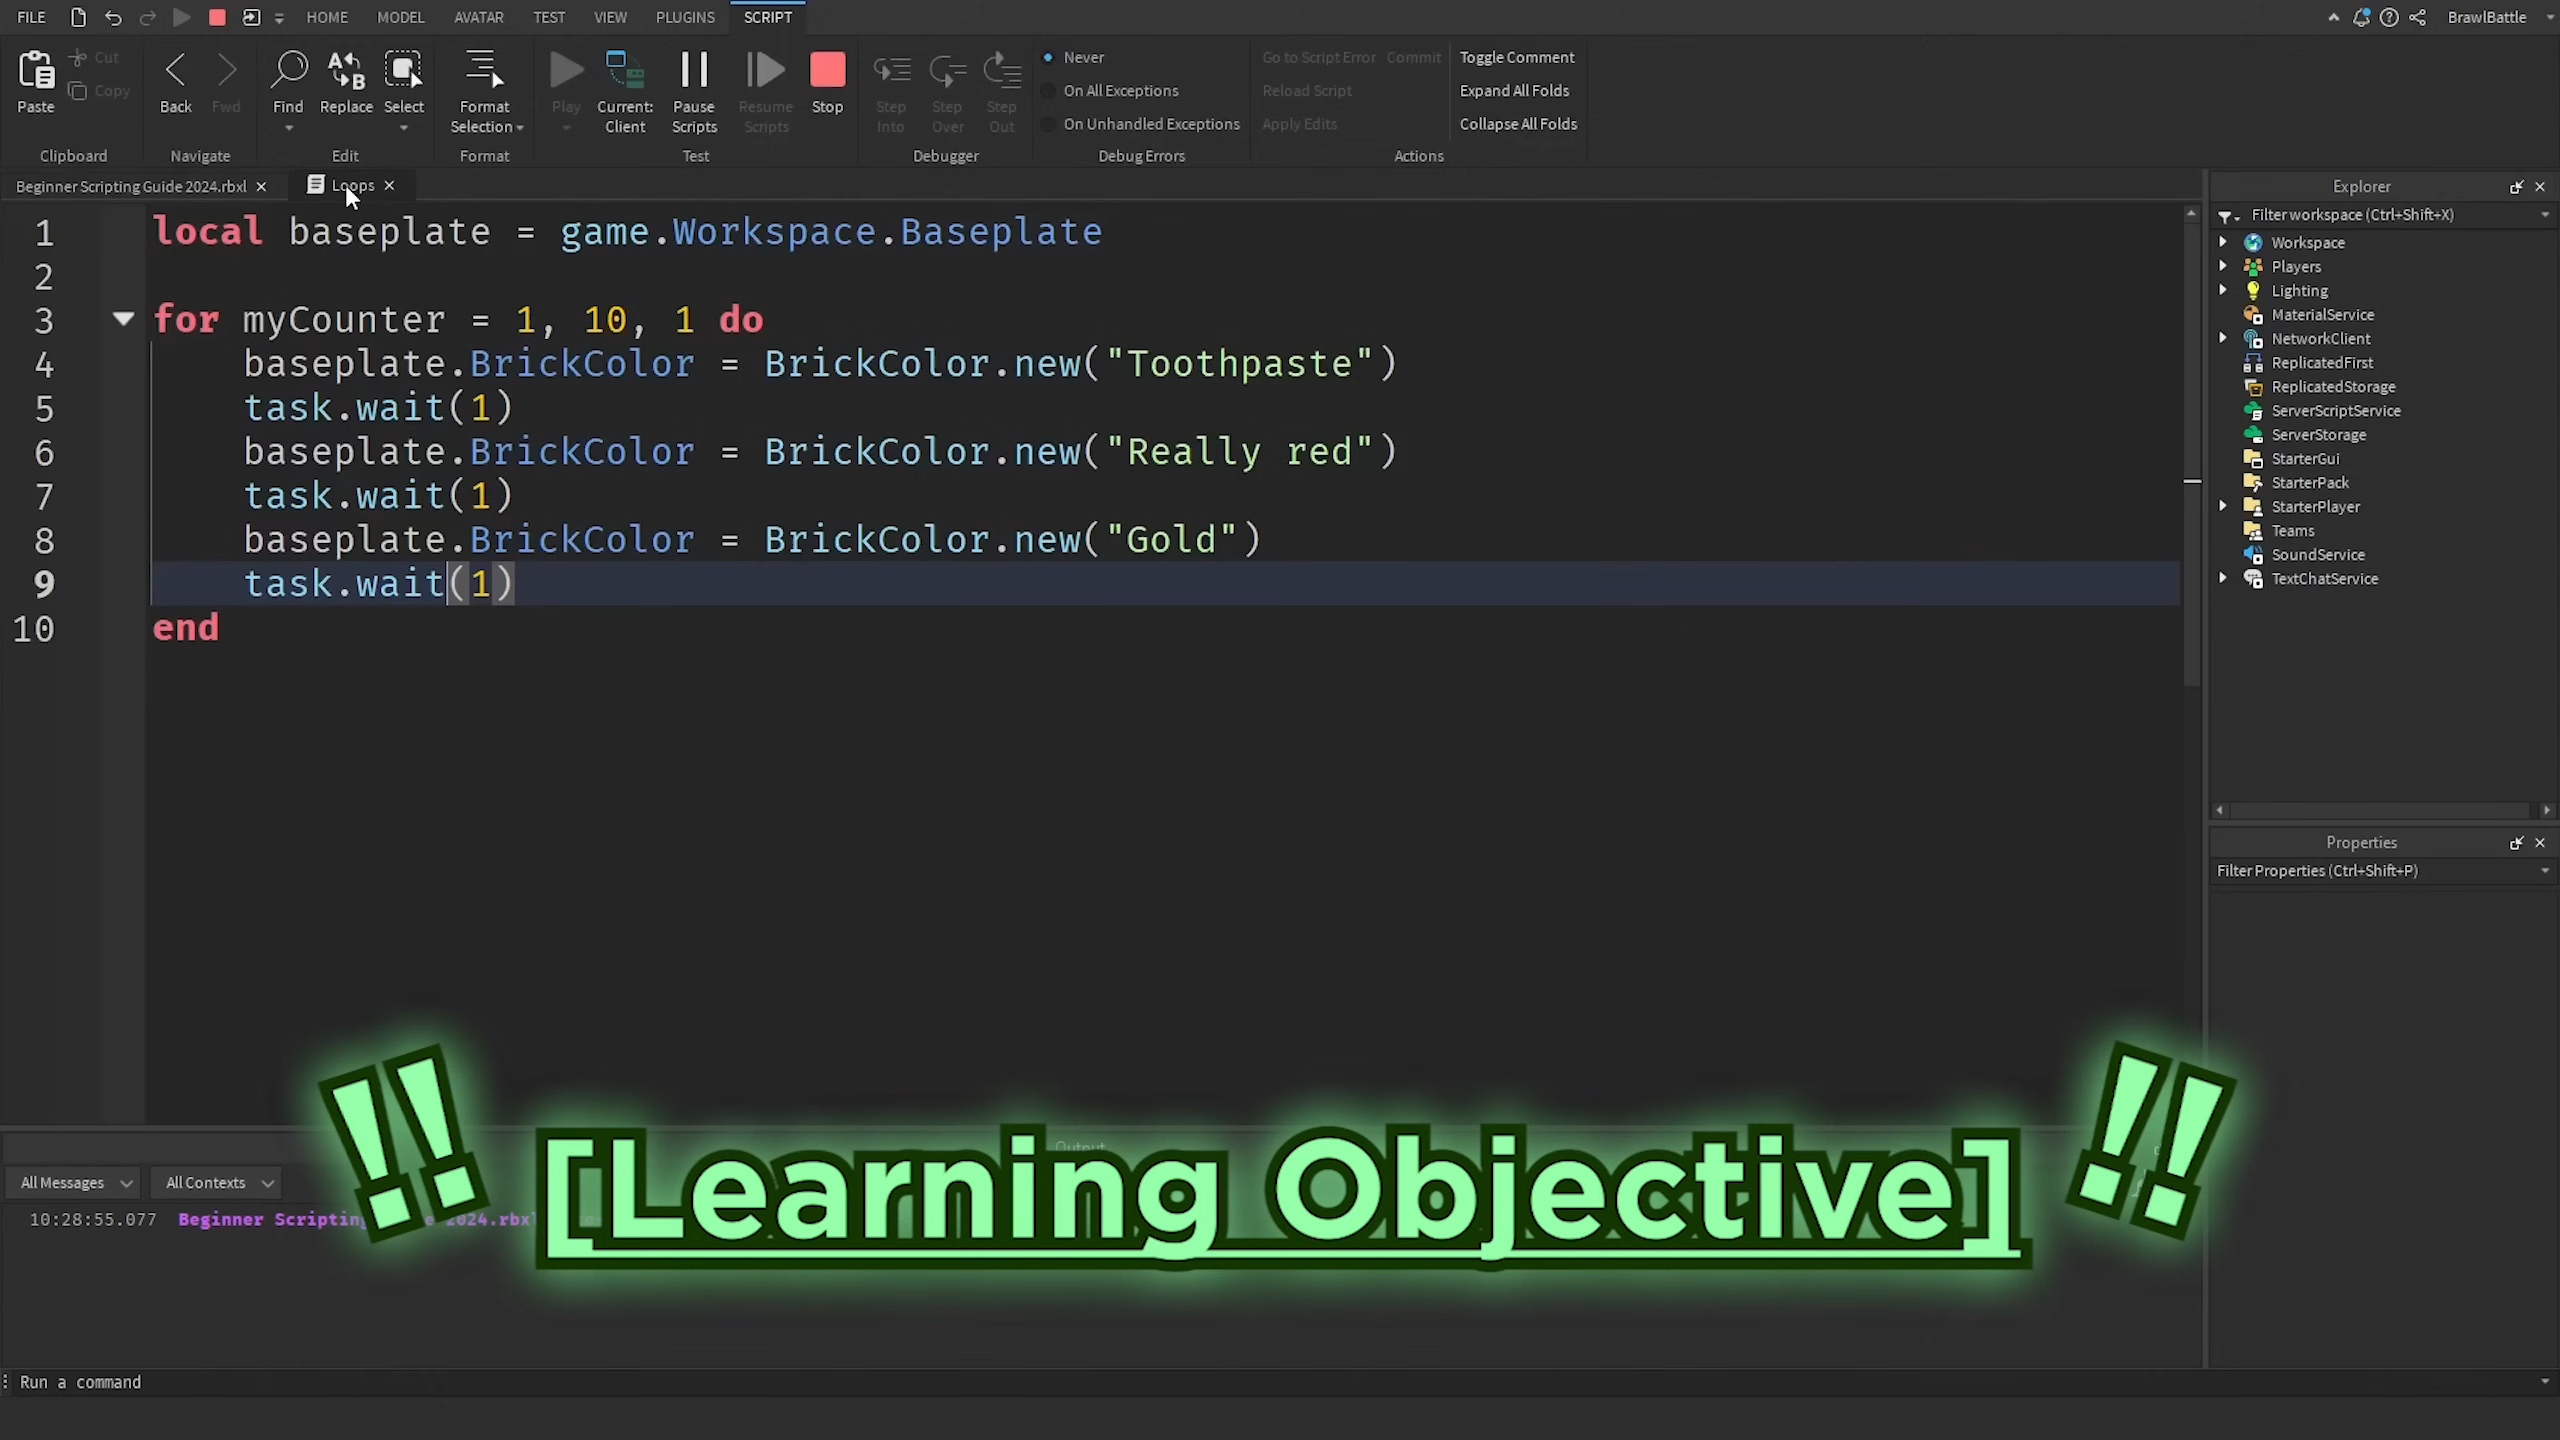 FILE HOME MODEL AVATAR TEST VIEW PLUGINS SCRIPT BrawlBattle
Paste Cut Copy Back Fwd Find Replace Select Format Selection Play Current: Client Pause Scripts Resume Scripts Stop Step Into Step Over Step Out
Never
On All Exceptions
On Unhandled Exceptions
Go to Script Error Commit
Reload Script
Apply Edits
Toggle Comment
Expand All Folds
Collapse All Folds
Clipboard Navigate Edit Format Test Debugger Debug Errors Actions
Beginner Scripting Guide 2024.rbxl Loops
1 local baseplate = game.Workspace.Baseplate
2
3 for myCounter = 1, 10, 1 do
4 baseplate.BrickColor = BrickColor.new("Toothpaste")
5 task.wait(1)
6 baseplate.BrickColor = BrickColor.new("Really red")
7 task.wait(1)
8 baseplate.BrickColor = BrickColor.new("Gold")
9 task.wait(1)
10 end
Explorer
Filter workspace (Ctrl+Shift+X)
Workspace
Players
Lighting
MaterialService
NetworkClient
ReplicatedFirst
ReplicatedStorage
ServerScriptService
ServerStorage
StarterGui
StarterPack
StarterPlayer
Teams
SoundService
TextChatService
Properties
Filter Properties (Ctrl+Shift+P)
Output
All Messages All Contexts
10:28:55.077 Beginner Scripting 2024.rbxl
!! [Learning Objective] !!
Run a command